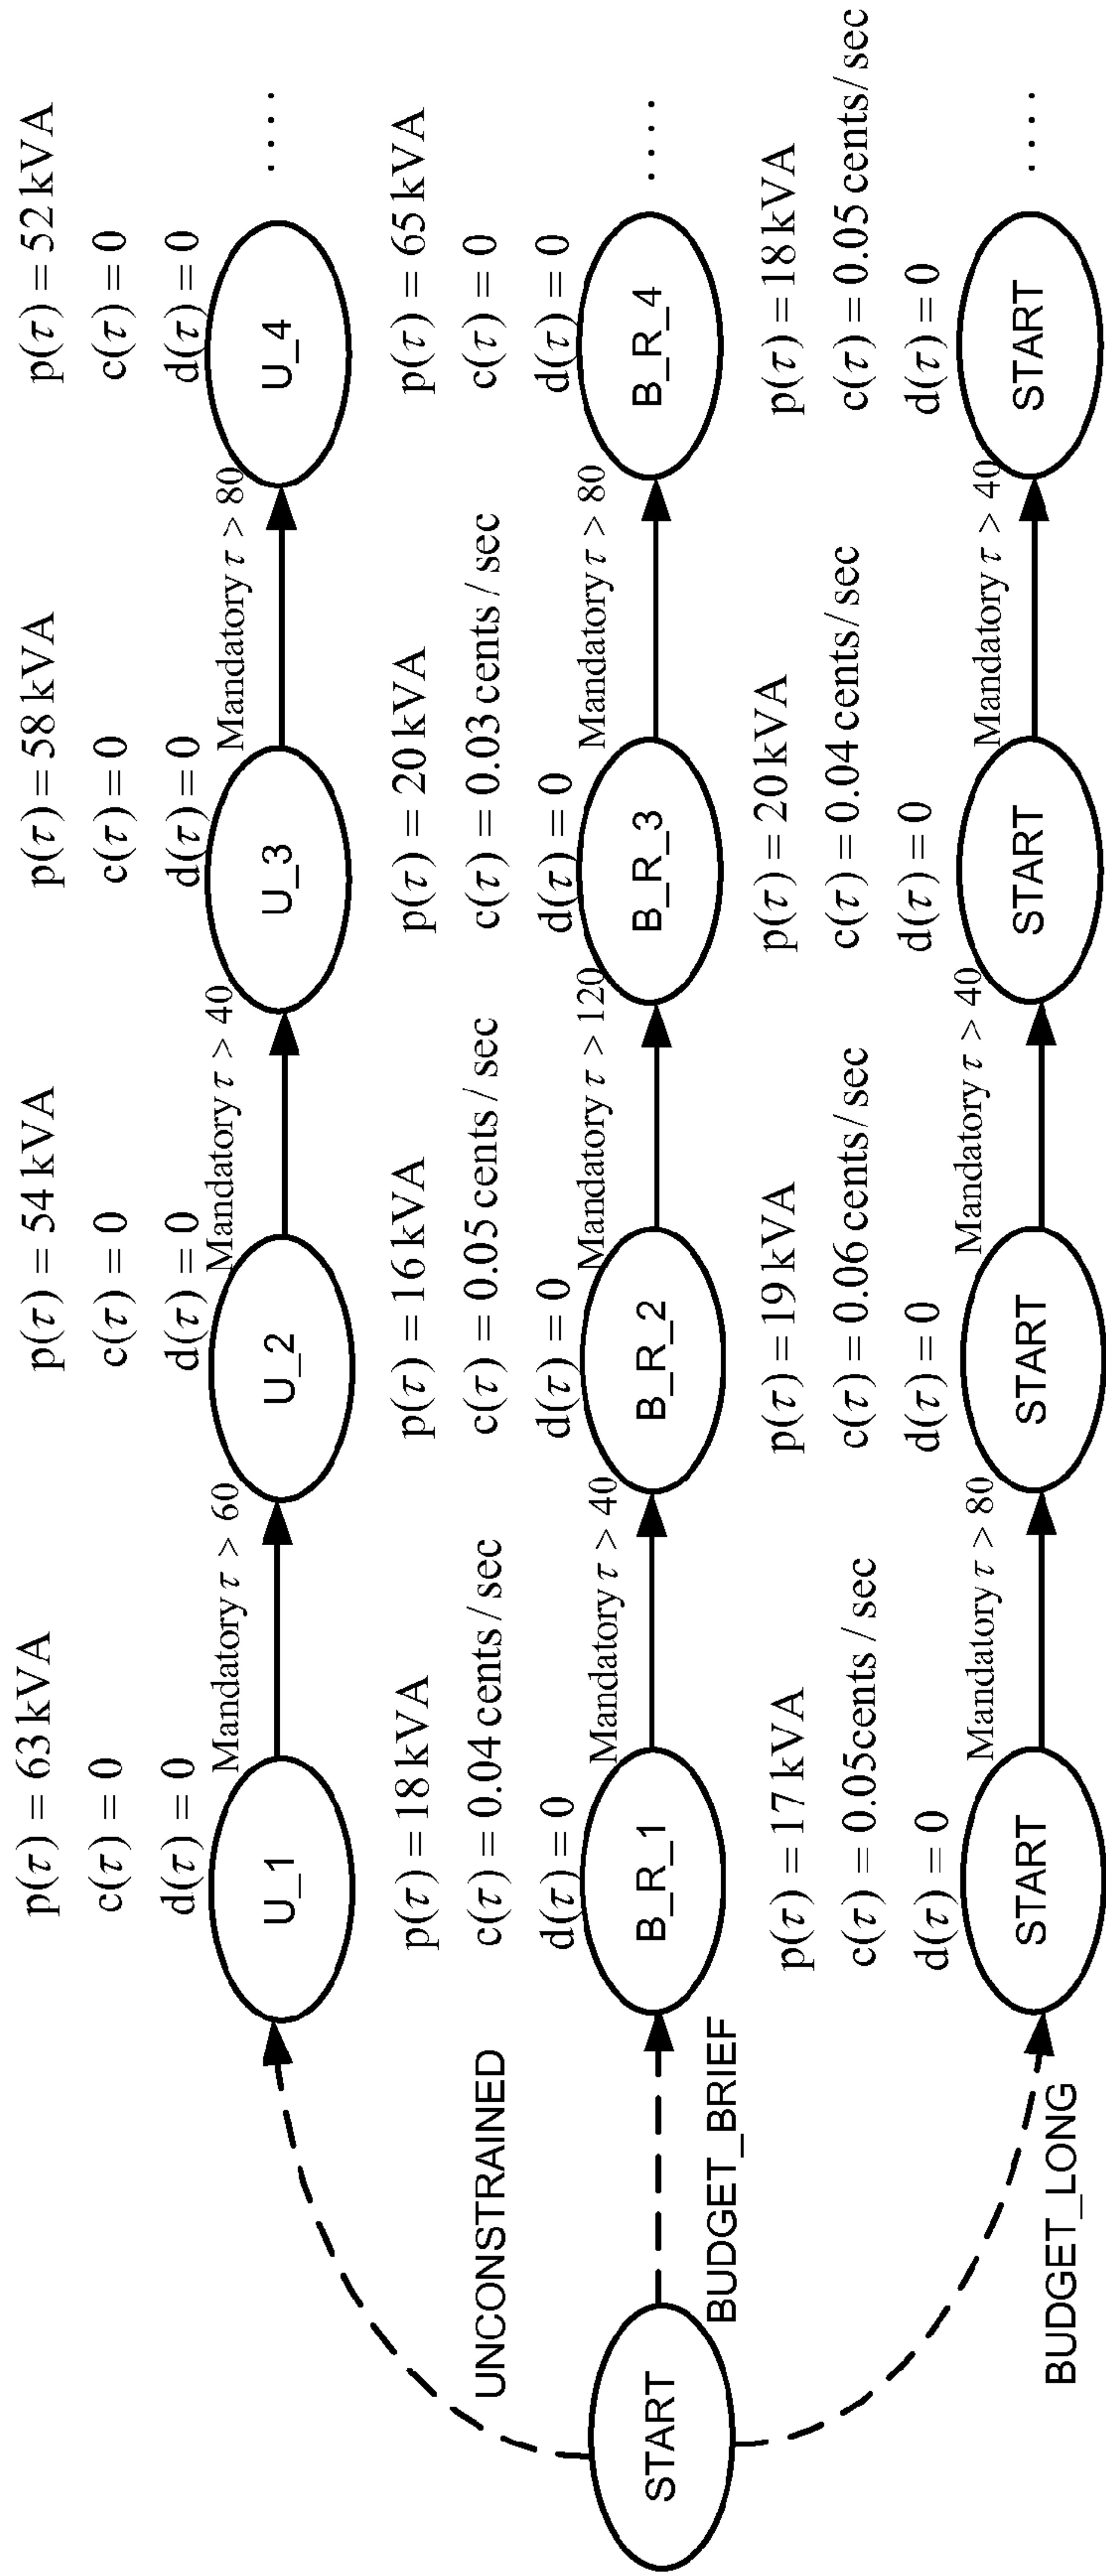 p(τ) = 63 kVA
c(τ) = 0
d(τ) = 0
U_1
Mandatory τ > 60
p(τ) = 54 kVA
c(τ) = 0
d(τ) = 0
U_2
Mandatory τ > 40
p(τ) = 58 kVA
c(τ) = 0
d(τ) = 0
U_3
Mandatory τ > 80
p(τ) = 52 kVA
c(τ) = 0
d(τ) = 0
U_4
....
UNCONSTRAINED
START
BUDGET_BRIEF
p(τ) = 18 kVA
c(τ) = 0.04 cents / sec
d(τ) = 0
B_R_1
Mandatory τ > 40
p(τ) = 16 kVA
c(τ) = 0.05 cents / sec
d(τ) = 0
B_R_2
Mandatory τ > 120
p(τ) = 20 kVA
c(τ) = 0.03 cents / sec
d(τ) = 0
B_R_3
Mandatory τ > 80
p(τ) = 65 kVA
c(τ) = 0
d(τ) = 0
B_R_4
....
BUDGET_LONG
p(τ) = 17 kVA
c(τ) = 0.05cents / sec
d(τ) = 0
START
Mandatory τ > 80
p(τ) = 19 kVA
c(τ) = 0.06 cents / sec
d(τ) = 0
START
Mandatory τ > 40
p(τ) = 20 kVA
c(τ) = 0.04 cents / sec
d(τ) = 0
START
Mandatory τ > 40
p(τ) = 18 kVA
c(τ) = 0.05 cents / sec
d(τ) = 0
START
....